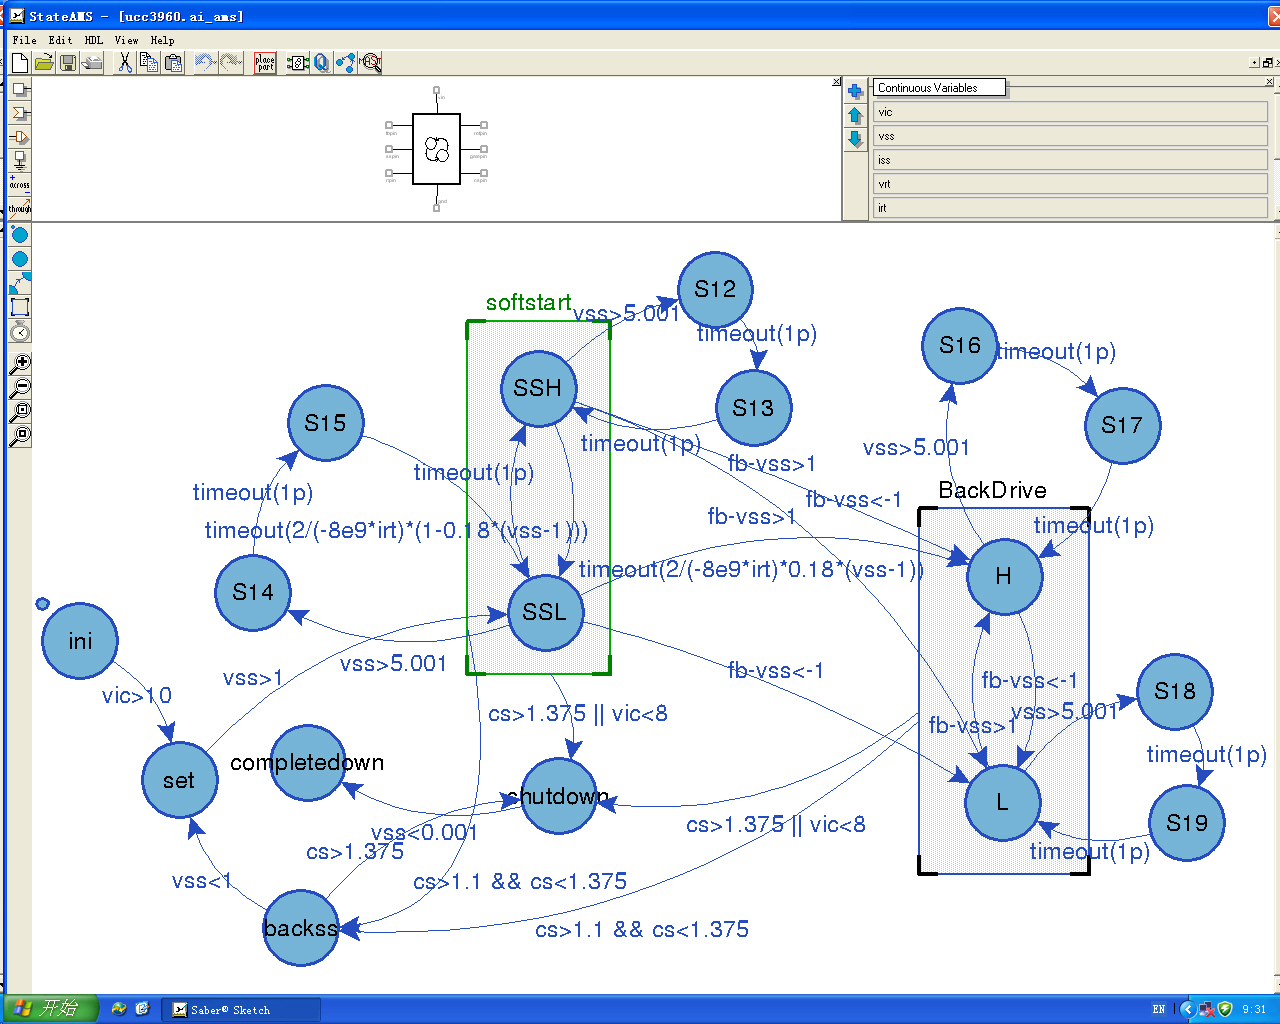 StateAMS - [ucc3960.ai_ams]
File Edit HDL View Help
place part
MAST
Continuous Variables
vic
vss
iss
vrt
irt
across
through
softstart
S12
vss>5.001
timeout(1p)
S16
timeout(1p)
SSH
S13
S15
S17
timeout(1p)
vss>5.001
timeout(1p)
fb-vss>1
timeout(1p)
BackDrive
fb-vss<-1
fb-vss>1
timeout(1p)
timeout(2/(-8e9*irt)*(1-0.18*(vss-1)))
timeout(2/(-8e9*irt)*0.18*(vss-1))
H
S14
SSL
ini
vss>5.001
vss>1
fb-vss<-1
fb-vss<-1
vic>10
S18
cs>1.375 || vic<8
vss>5.001
fb-vss>1
timeout(1p)
completedown
set
shutdown
L
S19
vss<0.001
cs>1.375 || vic<8
cs>1.375
timeout(1p)
vss<1
cs>1.1 && cs<1.375
backss
cs>1.1 && cs<1.375
开始
Saber® Sketch
EN
9:31